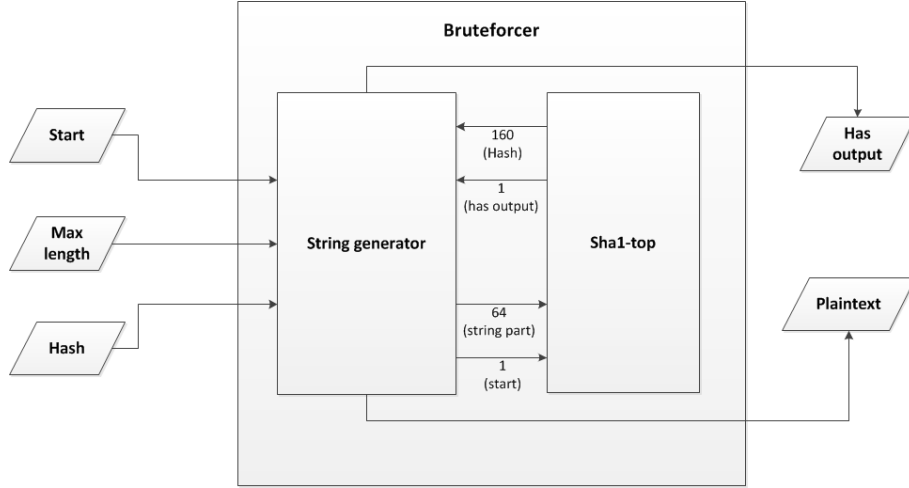 Bruteforcer
Start
Max
length
Hash
String generator
160
(Hash)
1
(has output)
64
(string part)
1
(start)
Sha1-top
Has
output
Plaintext